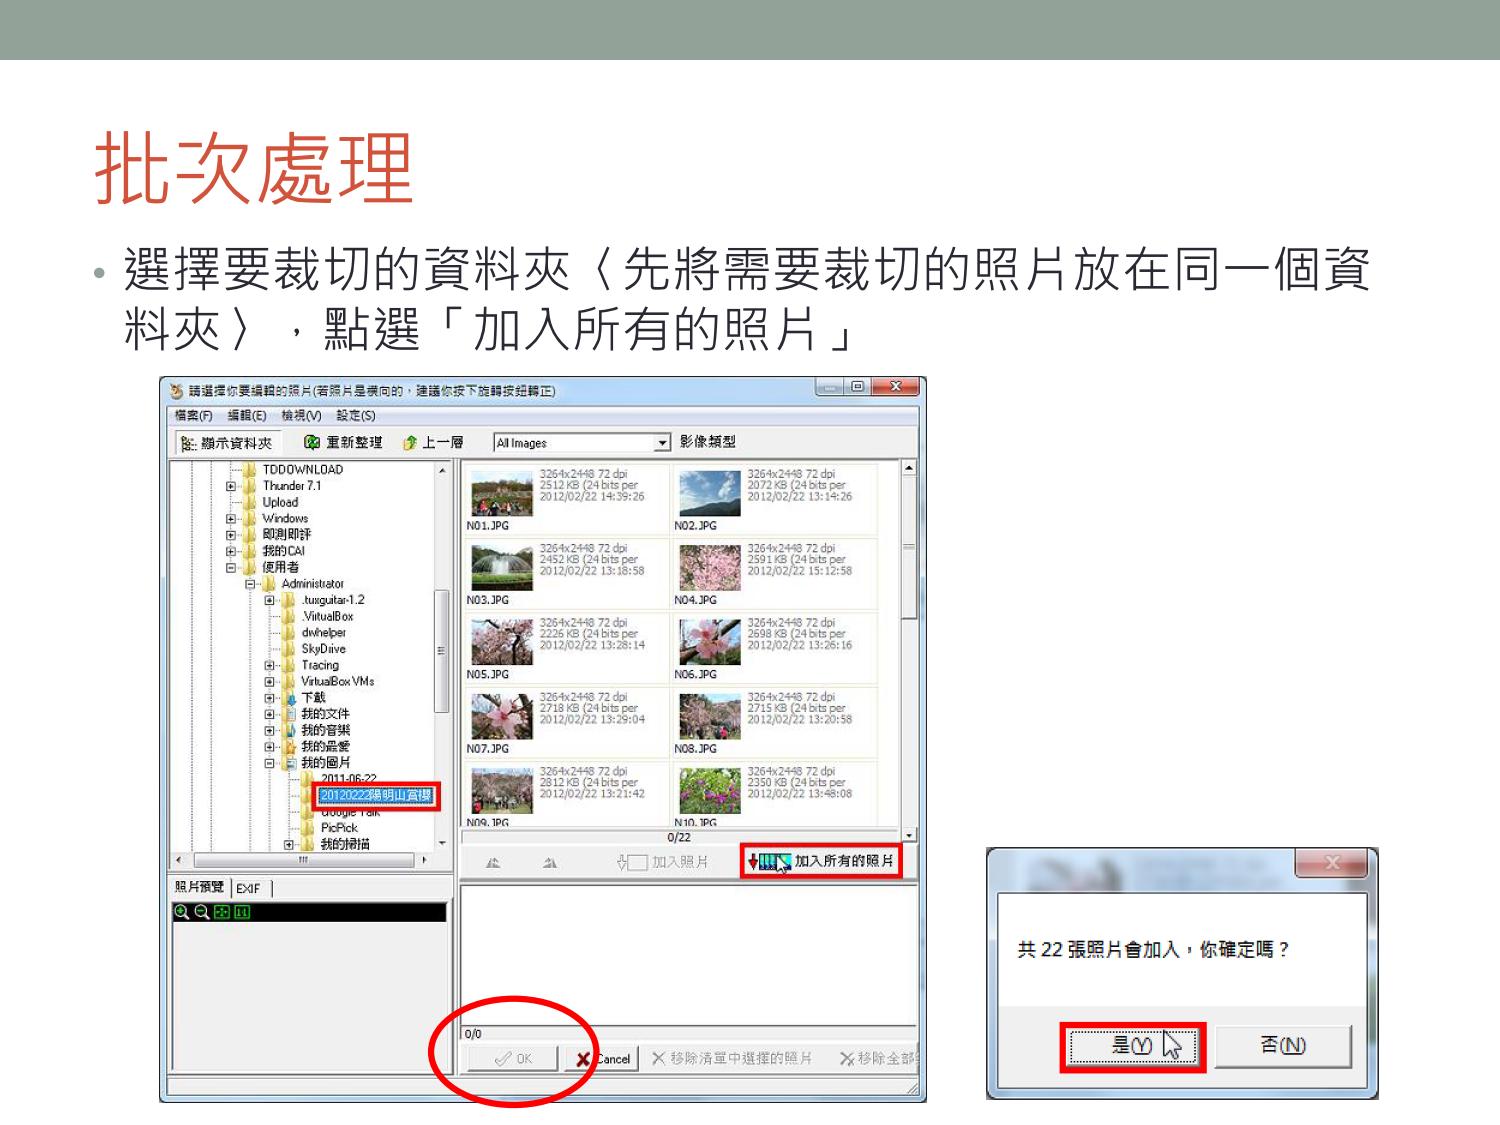 批次處理
• 選擇要裁切的資料夾〈先將需要裁切的照片放在同一個資
料夾〉，點選「加入所有的照片」
請選擇你要編輯的照片(若照片是橫向的，建議你按下旋轉按鈕轉正)
檔案(F) 編輯(E) 檢視(V) 設定(S)
顯示資料夾 重新整理 上一層 All Images 影像類型
TDDOWNLOAD
Thunder 7.1
Upload
Windows
即測即評
我的CAI
使用者
Administrator
.tuxguitar-1.2
.VirtualBox
dwhelper
SkyDrive
Tracing
VirtualBox VMs
下載
我的文件
我的音樂
我的最愛
我的圖片
2011-06-22
20120222陽明山賞櫻
Google Talk
PicPick
我的掃描
照片預覽 EXIF
3264x2448 72 dpi
2512 KB (24 bits per
2012/02/22 14:39:26
N01.JPG
3264x2448 72 dpi
2072 KB (24 bits per
2012/02/22 13:14:26
N02.JPG
3264x2448 72 dpi
2452 KB (24 bits per
2012/02/22 13:18:58
N03.JPG
3264x2448 72 dpi
2591 KB (24 bits per
2012/02/22 15:12:58
N04.JPG
3264x2448 72 dpi
2226 KB (24 bits per
2012/02/22 13:28:14
N05.JPG
3264x2448 72 dpi
2698 KB (24 bits per
2012/02/22 13:26:16
N06.JPG
3264x2448 72 dpi
2718 KB (24 bits per
2012/02/22 13:29:04
N07.JPG
3264x2448 72 dpi
2715 KB (24 bits per
2012/02/22 13:20:58
N08.JPG
3264x2448 72 dpi
2812 KB (24 bits per
2012/02/22 13:21:42
N09.JPG
3264x2448 72 dpi
2350 KB (24 bits per
2012/02/22 13:48:08
N10.JPG
0/22
加入照片 加入所有的照片
0/0
OK Cancel 移除清單中選擇的照片 移除全部
共 22 張照片會加入，你確定嗎？
是(Y) 否(N)